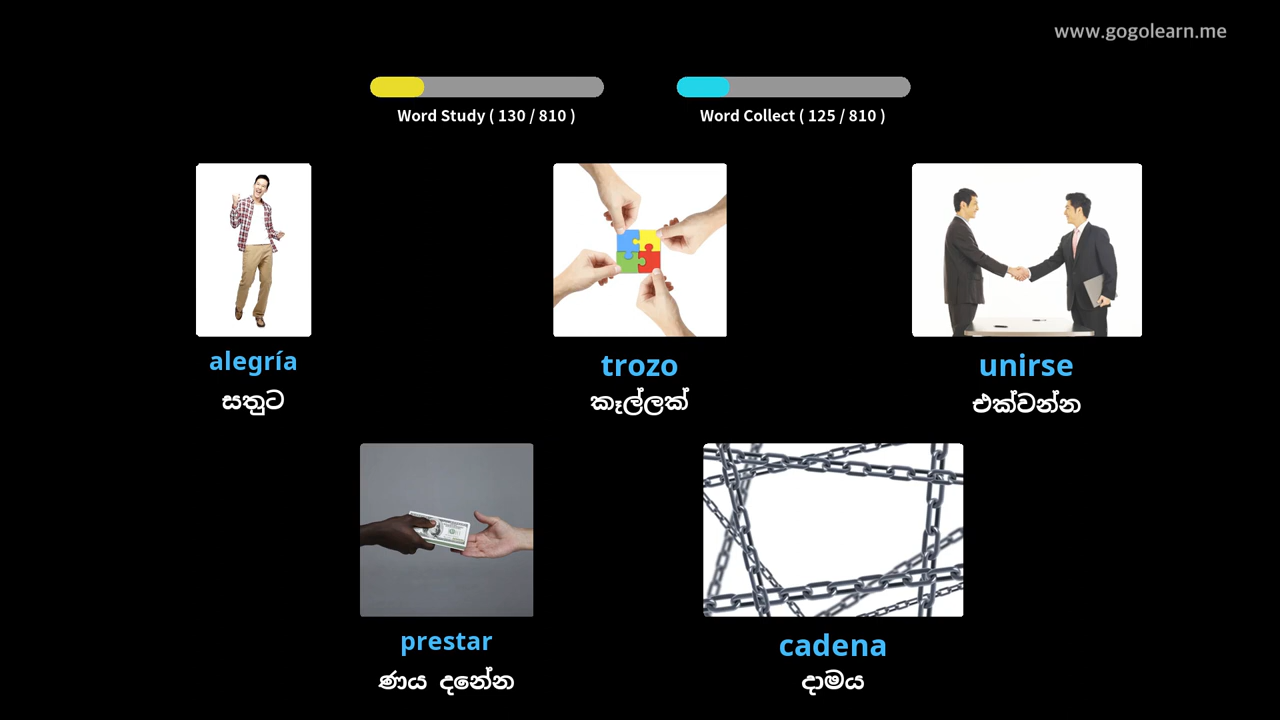 www.gogolearn.me
Word Study ( 130 / 810 )
Word Collect ( 125 / 810 )
alegría
සතුට
trozo
කෑල්ලක්
unirse
එක්වන්න
prestar
ණය දෙන්න
cadena
දාමය